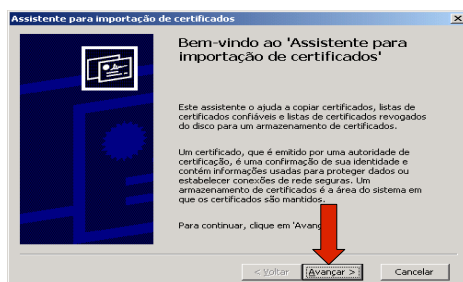 Assistente para importação de certificados
Bem-vindo ao 'Assistente para
importação de certificados'
Este assistente o ajuda a copiar certificados, listas de
certificados confiáveis e listas de certificados revogados
do disco para um armazenamento de certificados.
Um certificado, que é emitido por uma autoridade de
certificação, é uma confirmação de sua identidade e
contém informações usadas para proteger dados ou
estabelecer conexões de rede seguras. Um
armazenamento de certificados é a área do sistema em
que os certificados são mantidos.
Para continuar, clique em 'Avanç
< Voltar
Avançar >
Cancelar